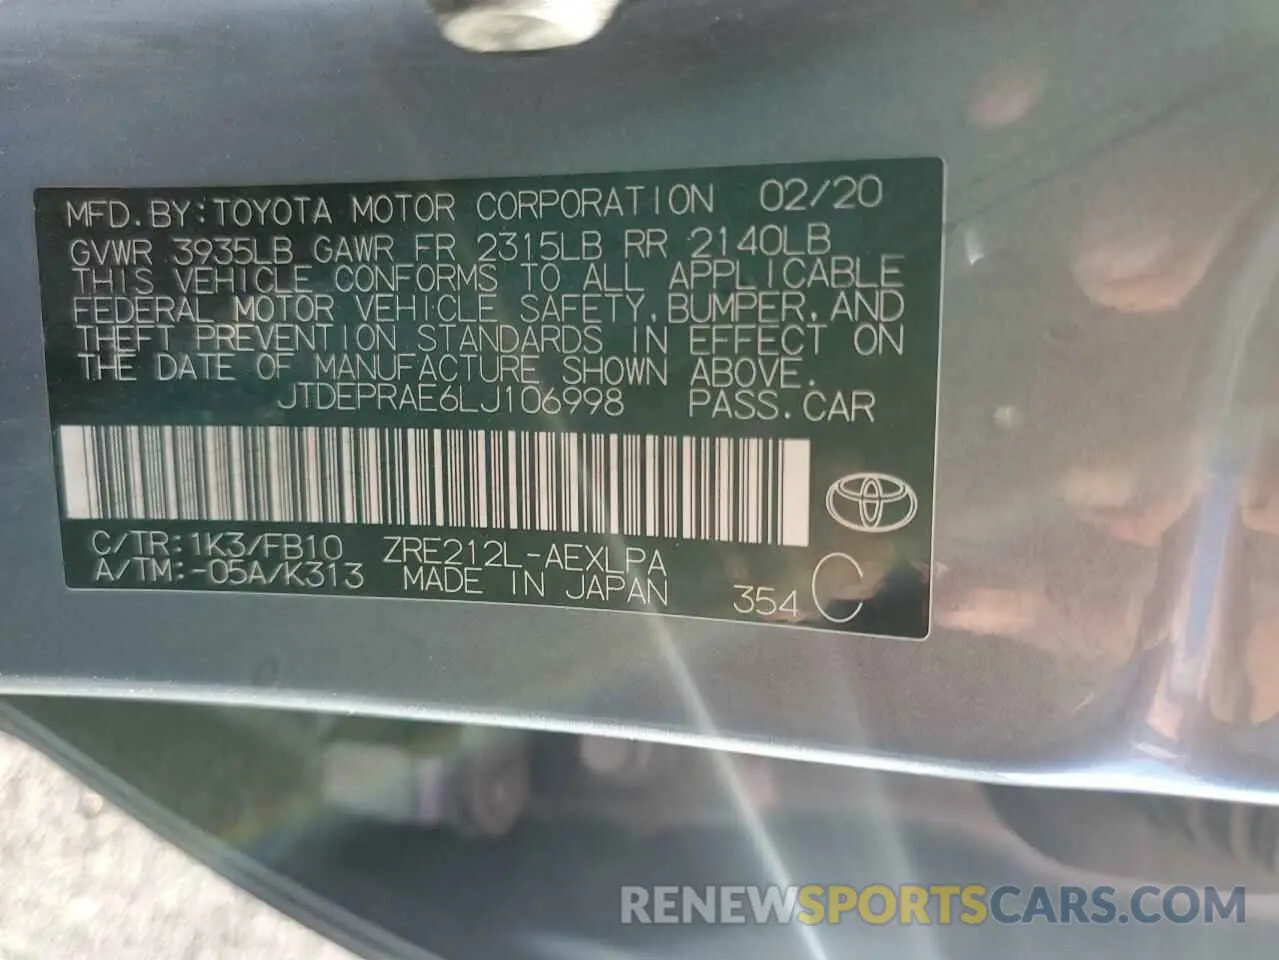 MFD.BY:TOYOTA MOTOR CORPORATION 02/20
GVWR 3935LB GAWR FR 2315LB RR 2140LB
THIS VEHICLE CONFORMS TO ALL APPLICABLE
FEDERAL MOTOR VEHICLE SAFETY, BUMPER, AND
THEFT PREVENTION STANDARDS IN EFFECT ON
THE DATE OF MANUFACTURE SHOWN ABOVE.
JTDEPRAE6LJ106998 PASS.CAR
C/TR:1K3/FB10 ZRE212L-AEXLPA
A/TM:-05A/K313 MADE IN JAPAN 354 C
RENEWSPORTSCARS.COM